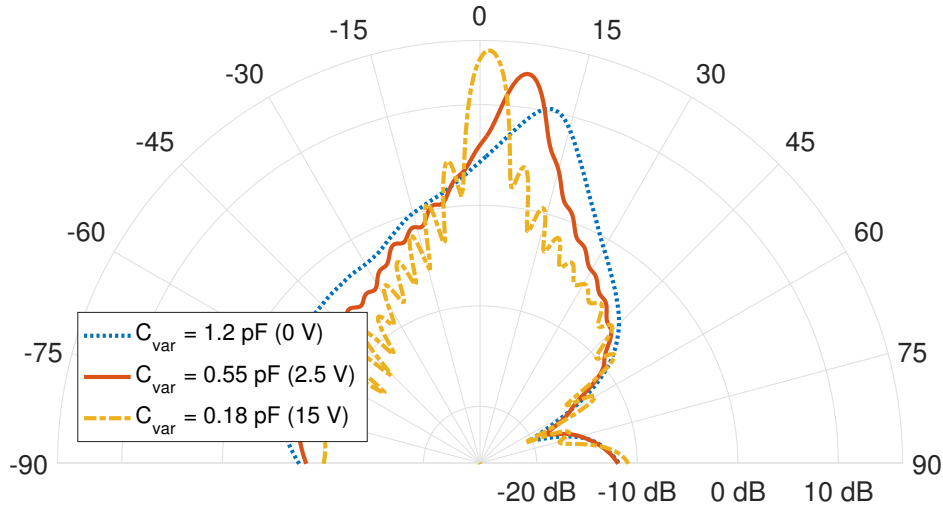 0
-15 15
-30 30
-45 45
-60 60
-75 75
-90 90
C_var = 1.2 pF (0 V)
C_var = 0.55 pF (2.5 V)
C_var = 0.18 pF (15 V)
-20 dB -10 dB 0 dB 10 dB